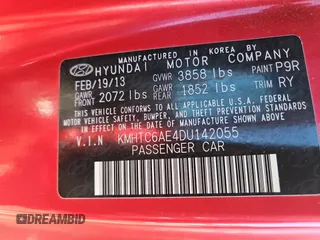 MANUFACTURED IN KOREA BY
HYUNDAI MOTOR COMPANY
FEB/19/13 GVWR 3858 lbs PAINT P9R
GAWR FRONT 2072 lbs GAWR REAR 1852 lbs TRIM RY
THIS VEHICLE CONFORMS TO ALL APPLICABLE U.S. FEDERAL
MOTOR VEHICLE SAFETY, BUMPER, AND THEFT PREVENTION
STANDARDS IN EFFECT ON THE DATE OF MANUFACTURE SHOWN ABOVE.
V.I.N KMHTC6AE4DU142055
PASSENGER CAR
DREAMBID